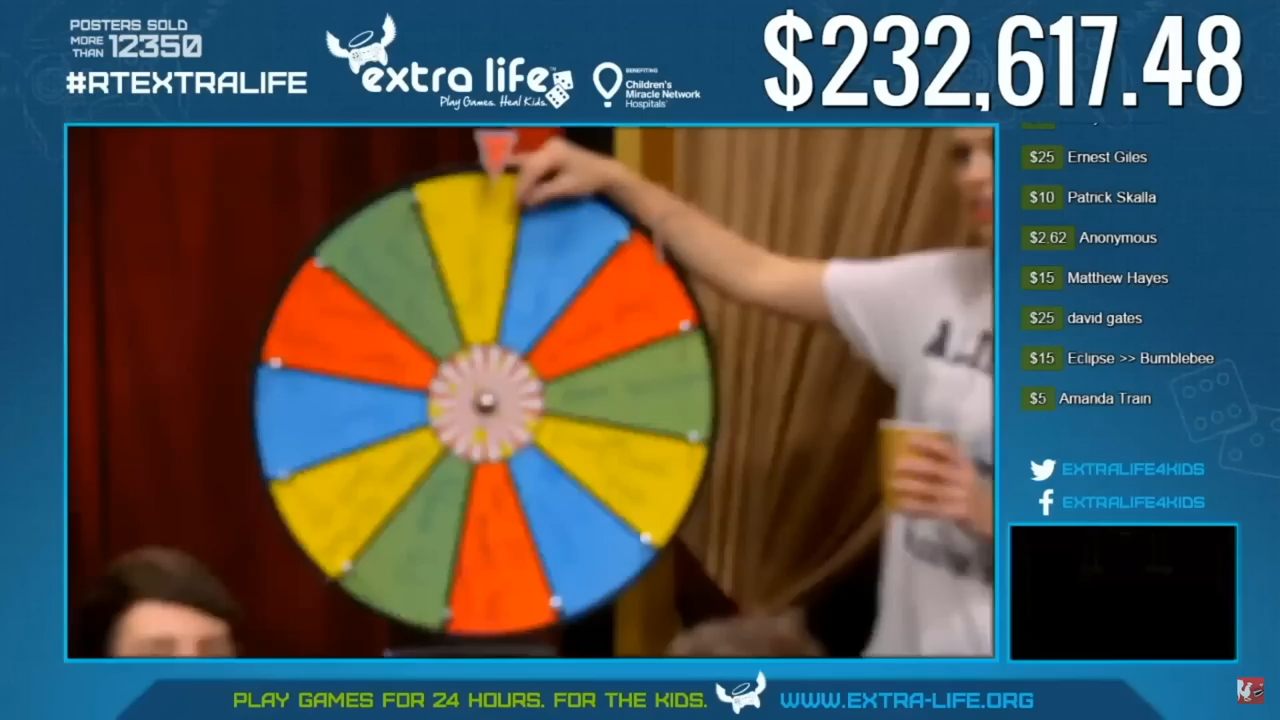 POSTERS SOLD
MORE THAN 12350
#RTEXTRALIFE
extra life
Play Games. Heal Kids.
BENEFITING
Children's
Miracle Network
Hospitals
$232,617.48
$25 Ernest Giles
$10 Patrick Skalla
$2.62 Anonymous
$15 Matthew Hayes
$25 david gates
$15 Eclipse >> Bumblebee
$5 Amanda Train
EXTRALIFE4KIDS
EXTRALIFE4KIDS
PLAY GAMES FOR 24 HOURS. FOR THE KIDS.
WWW.EXTRA-LIFE.ORG